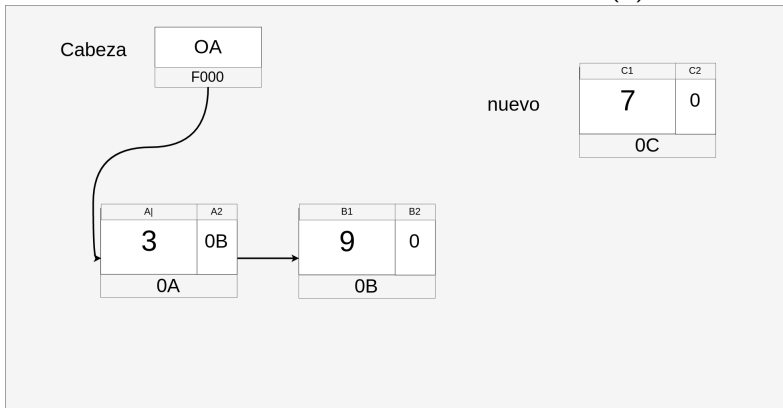 Cabeza
OA
F000
nuevo
C1 C2
7 0
0C
A| A2
3 0B
0A
B1 B2
9 0
0B